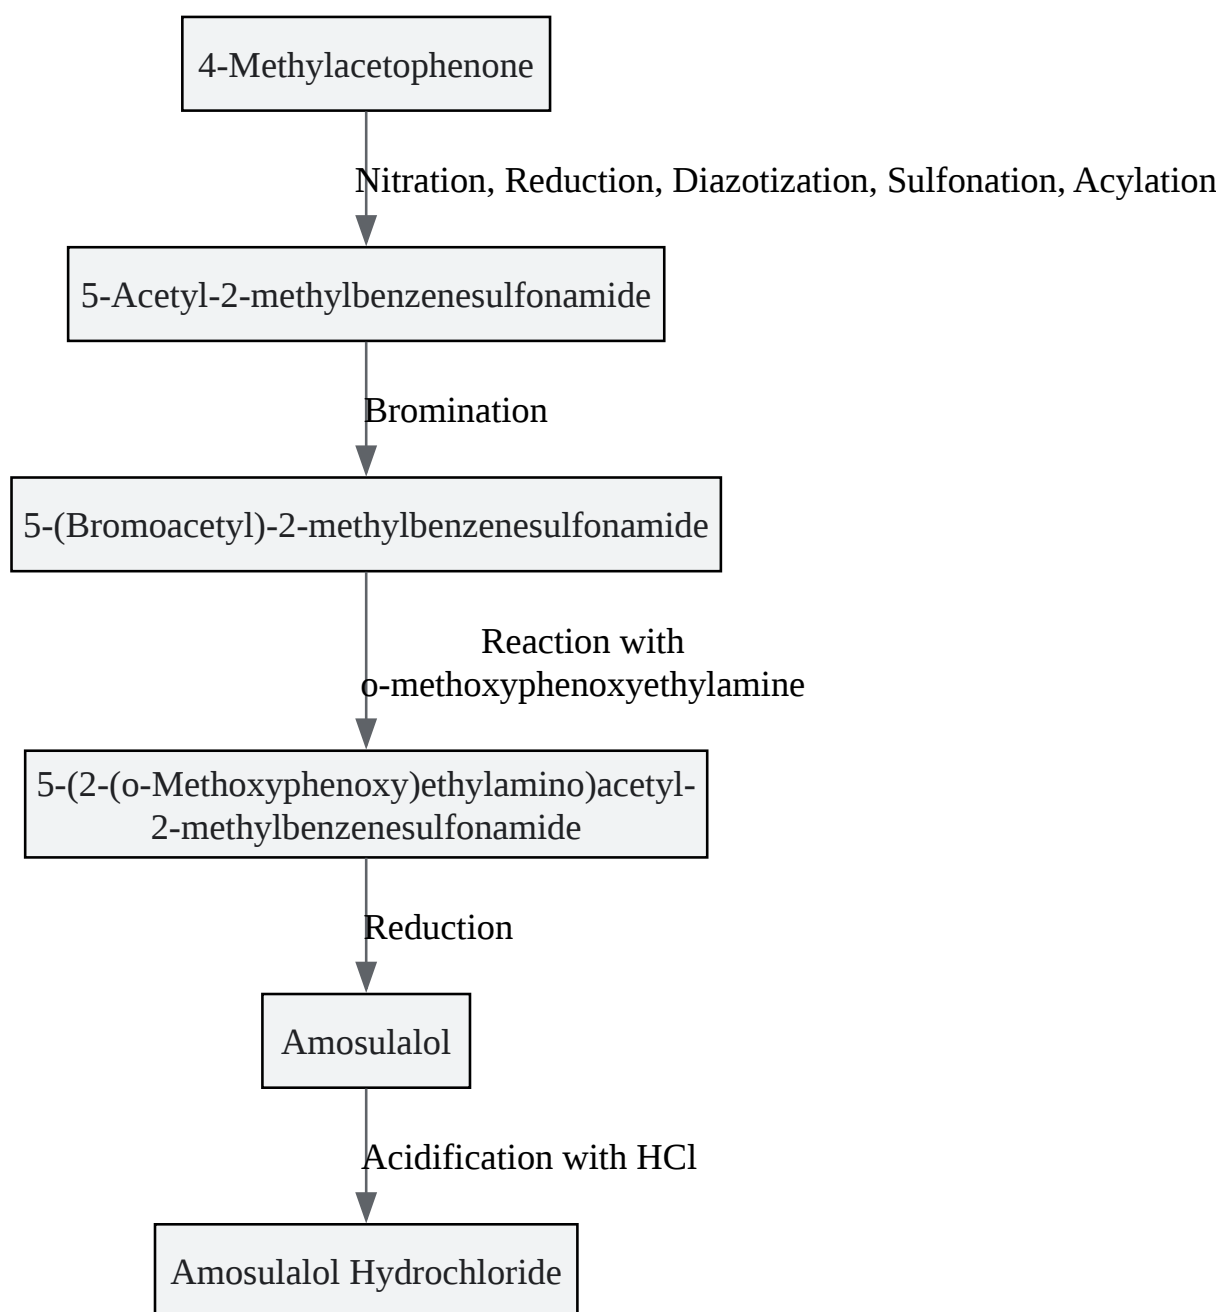 4-Methylacetophenone
Nitration, Reduction, Diazotization, Sulfonation, Acylation
5-Acetyl-2-methylbenzenesulfonamide
Bromination
5-(Bromoacetyl)-2-methylbenzenesulfonamide
Reaction with
o-methoxyphenoxyethylamine
5-(2-(o-Methoxyphenoxy)ethylamino)acetyl-
2-methylbenzenesulfonamide
Reduction
Amosulalol
Acidification with HCl
Amosulalol Hydrochloride